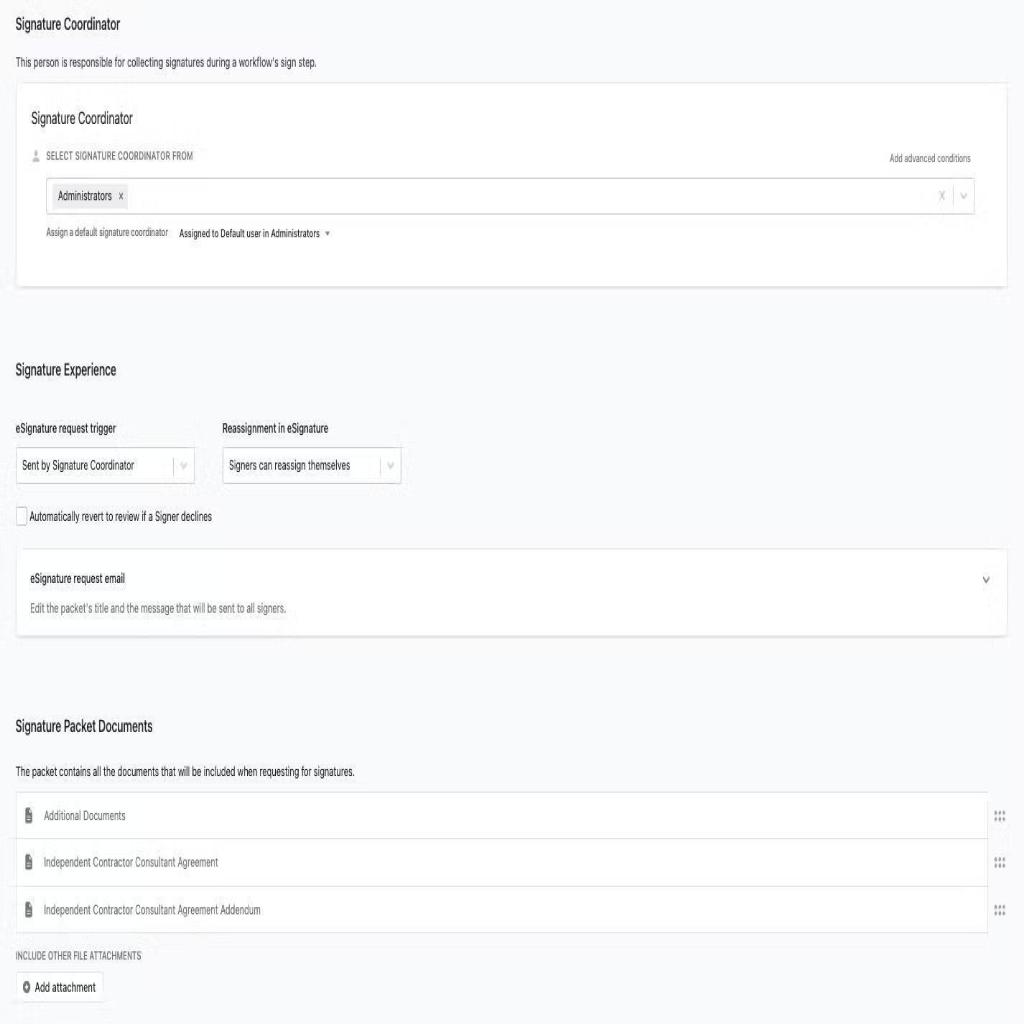 Signature Coordinator
This person is responsible for collecting signatures during a workflow's sign step.
Signature Coordinator
SELECT SIGNATURE COORDINATOR FROM
Add advanced conditions
Administrators x
X
Assign a default signature coordinator Assigned to Default user in Administrators
Signature Experience
eSignature request trigger Reassignment in eSignature
Sent by Signature Coordinator Signers can reassign themselves
Automatically revert to review if a Signer declines
eSignature request email
Edit the packet's title and the message that will be sent to all signers.
Signature Packet Documents
The packet contains all the documents that will be included when requesting for signatures.
Additional Documents
Independent Contractor Consultant Agreement
Independent Contractor Consultant Agreement Addendum
INCLUDE OTHER FILE ATTACHMENTS
Add attachment